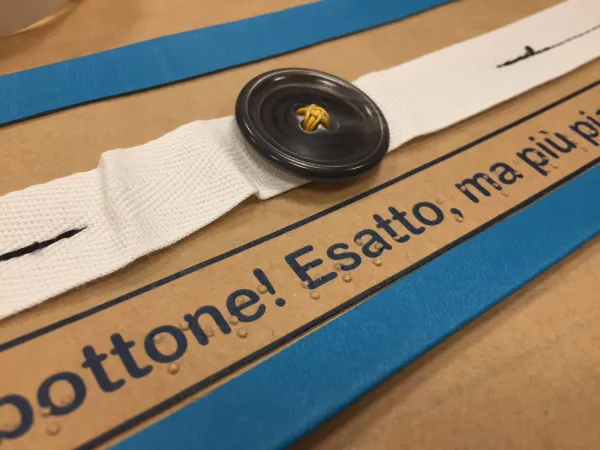 bottone! Esatto, ma più